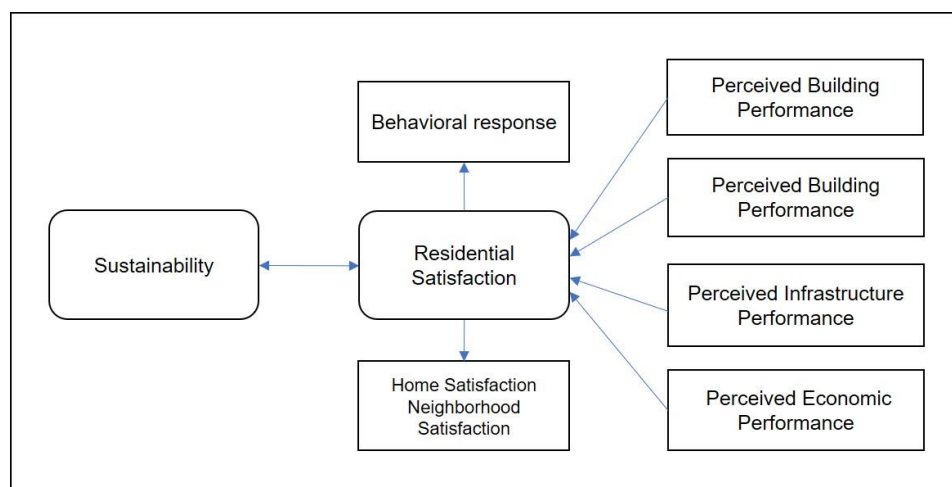 Behavioral response
Perceived Building
Performance
Perceived Building
Performance
Sustainability
Residential
Satisfaction
Perceived Infrastructure
Performance
Home Satisfaction
Neighborhood
Satisfaction
Perceived Economic
Performance